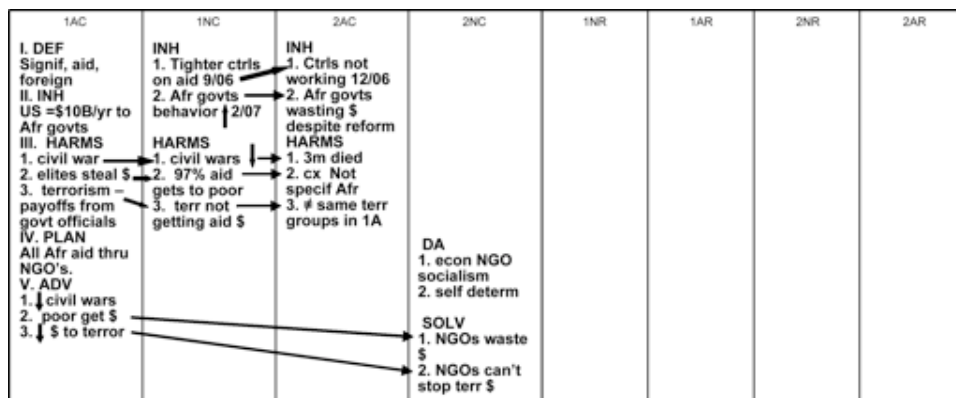 1AC
1NC
2AC
2NC
1NR
1AR
2NR
2AR
I. DEF
Signif, aid,
foreign
II. INH
US =$10B/yr to
Afr govts
III. HARMS
1. civil war
2. elites steal $
3. terrorism –
payoffs from
govt officials
IV. PLAN
All Afr aid thru
NGO's.
V. ADV
1.↓civil wars
2. poor get $
3.↓ $ to terror
INH
1. Tighter ctrls
on aid 9/06
2. Afr govts
behavior ↑2/07
HARMS
1. civil wars ↓
2. 97% aid
gets to poor
3. terr not
getting aid $
INH
1. Ctrls not
working 12/06
2. Afr govts
wasting $
despite reform
HARMS
1. 3m died
2. cx Not
specif Afr
3. ≠ same terr
groups in 1A
DA
1. econ NGO
socialism
2. self determ
SOLV
1. NGOs waste
$
2. NGOs can't
stop terr $